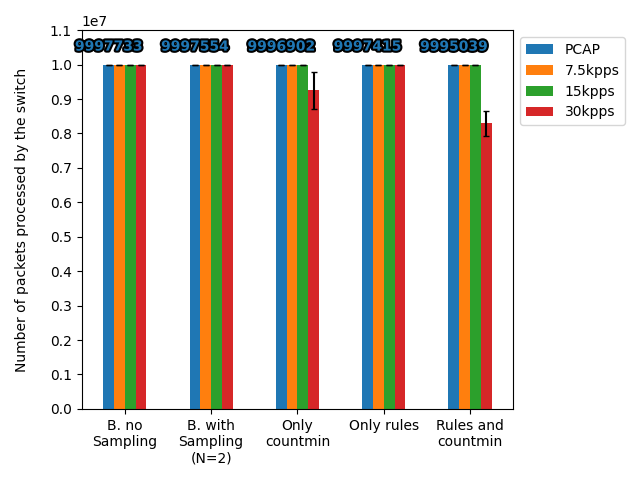 1e7
9997733 9997554 9996902 9997415 9995039
PCAP
7.5kpps
15kpps
30kpps
Number of packets processed by the switch
1.1
1.0
0.9
0.8
0.7
0.6
0.5
0.4
0.3
0.2
0.1
0.0
B. no
Sampling
B. with
Sampling
(N=2)
Only
countmin
Only rules
Rules and
countmin